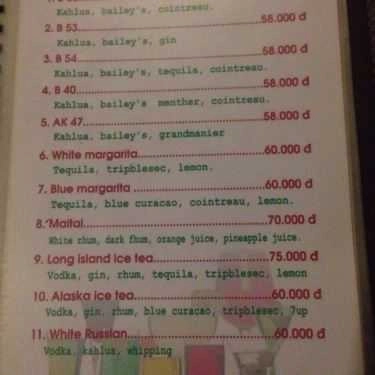 Kahlua, bailey's, cointreau.
2. B 53.....................................................58.000 đ
Kahlua, bailey's, gin
3. B 54.....................................................58.000 đ
Kahlua, bailey's, tequila, cointreau.
4. B 40.....................................................58.000 đ
Kahlua, bailey's menther, cointreau.
5. AK 47...................................................58.000 đ
Kahlua, bailey's, grandmanier
6. White margarita....................................60.000 đ
Tequila, tripblesec, lemon.
7. Blue margarita .....................................60.000 đ
Tequila, blue curacao, cointreau, lemon.
8.'Maitai....................................................70.000 đ
White rhum, dark fhum, orange juice, pineapple juice.
9. Long island Ice tea................................75.000 đ
Vodka, gin, rhum, tequila, tripblesec, lemon
10. Alaska ice tea.....................................60.000 đ
Vodka, gin, rhum, blue curacao, tripblesec, 7up
11. White Russian....................................60.000 đ
Vodka, kahlua, whipping